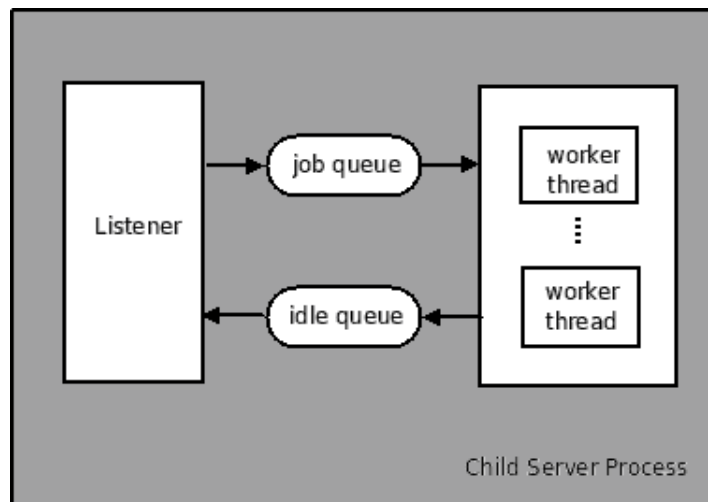 Listener
job queue
idle queue
worker
thread
worker
thread
Child Server Process